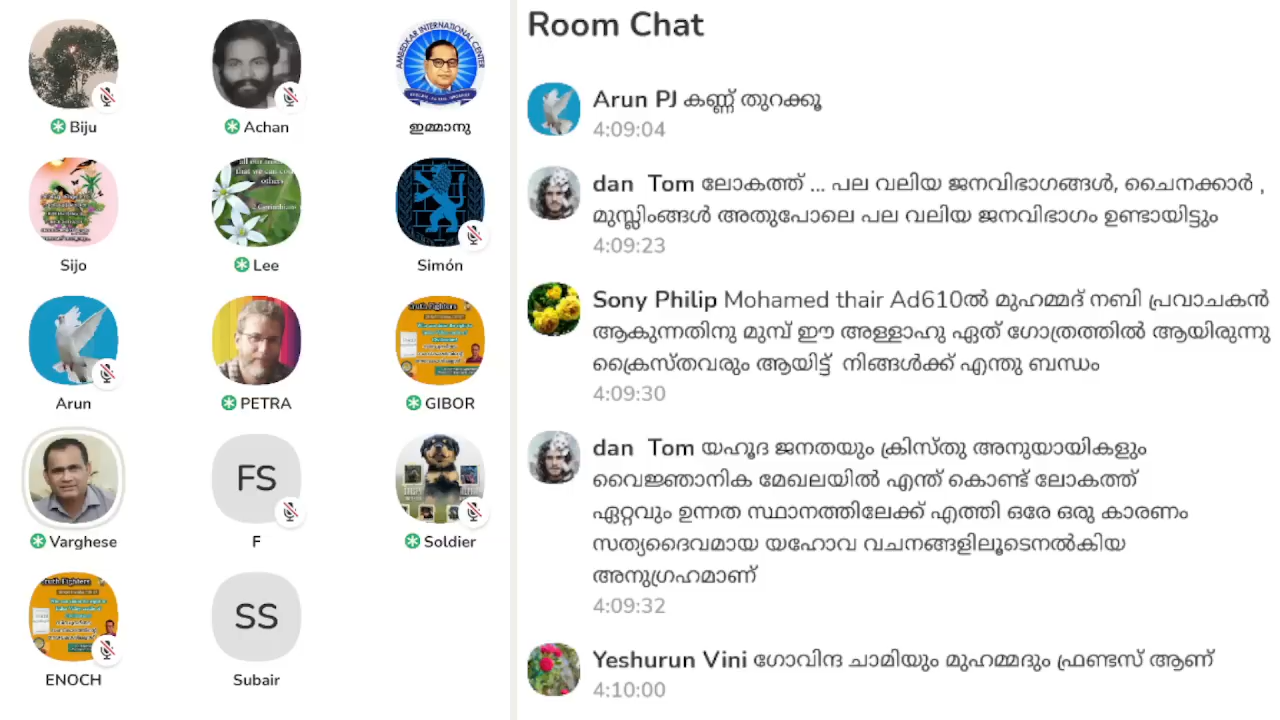 Room Chat
Biju
Achan
AMBEDKAR INTERNATIONAL CENTER
ഇമ്മാനു
Arun PJ കണ്ണ് തുറക്കൂ
4:09:04
Sijo
Lee
Simón
dan Tom ലോകത്ത് ... പല വലിയ ജനവിഭാഗങ്ങൾ, ചൈനക്കാർ ,
മുസ്ലിംങ്ങൾ അതുപോലെ പല വലിയ ജനവിഭാഗം ഉണ്ടായിട്ടും
4:09:23
Arun
PETRA
GIBOR
Sony Philip Mohamed thair Ad610ൽ മുഹമ്മദ് നബി പ്രവാചകൻ
ആകുന്നതിനു മുമ്പ് ഈ അള്ളാഹു ഏത് ഗോത്രത്തിൽ ആയിരുന്നു
ക്രൈസ്തവരും ആയിട്ട് നിങ്ങൾക്ക് എന്തു ബന്ധം
4:09:30
Varghese
FS
F
Soldier
dan Tom യഹൂദ ജനതയും ക്രിസ്തു അനുയായികളും
വൈജ്ഞാനിക മേഖലയിൽ എന്ത് കൊണ്ട് ലോകത്ത്
ഏറ്റവും ഉന്നത സ്ഥാനത്തിലേക്ക് എത്തി ഒരേ ഒരു കാരണം
സത്യദൈവമായ യഹോവ വചനങ്ങളിലൂടെനൽകിയ
അനുഗ്രഹമാണ്
4:09:32
ENOCH
SS
Subair
Yeshurun Vini ഗോവിന്ദ ചാമിയും മുഹമ്മദും ഫ്രണ്ടസ് ആണ്
4:10:00